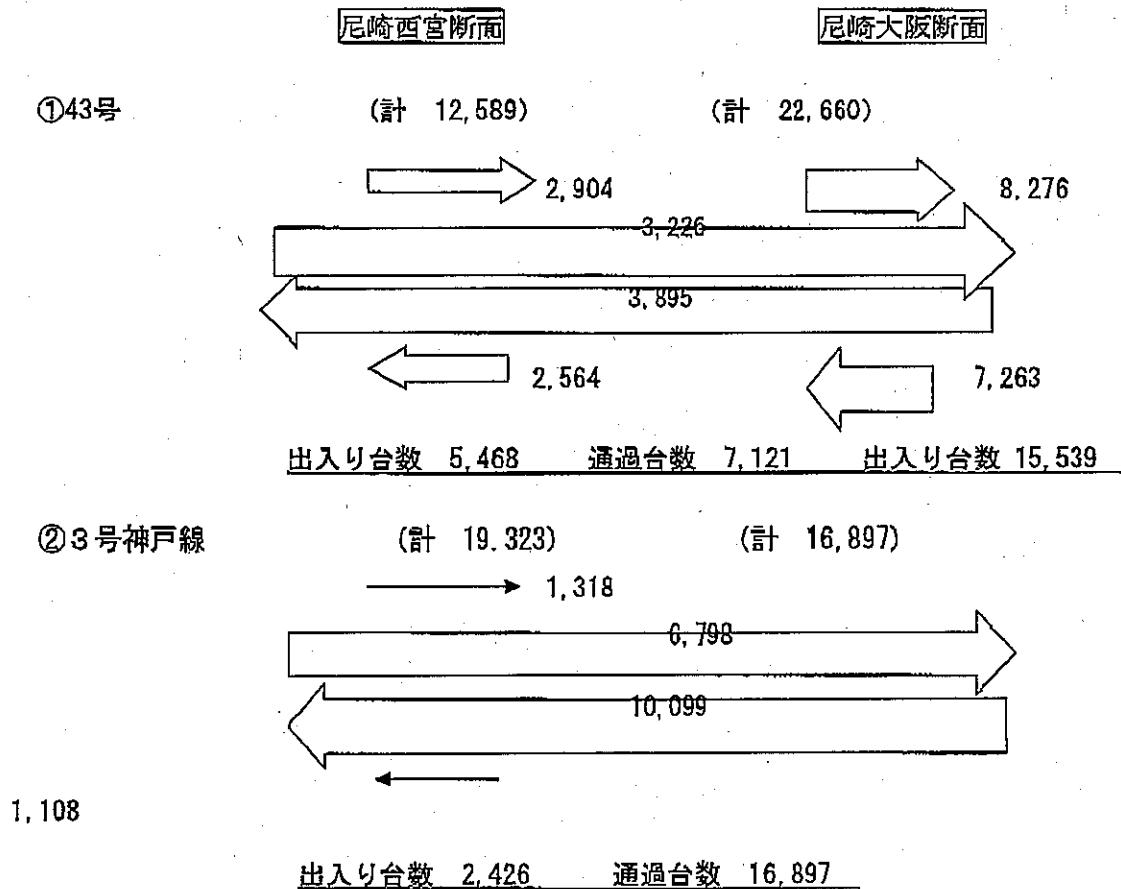 尼崎西宮断面 尼崎大阪断面
①43号 (計 12,589) (計 22,660)
2,904 8,276
3,226
3,895
2,564 7,263
出入り台数 5,468 通過台数 7,121 出入り台数 15,539
②3号神戸線 (計 19.323) (計 16,897)
1,318
6,798
10,099
1,108
出入り台数 2,426 通過台数 16,897